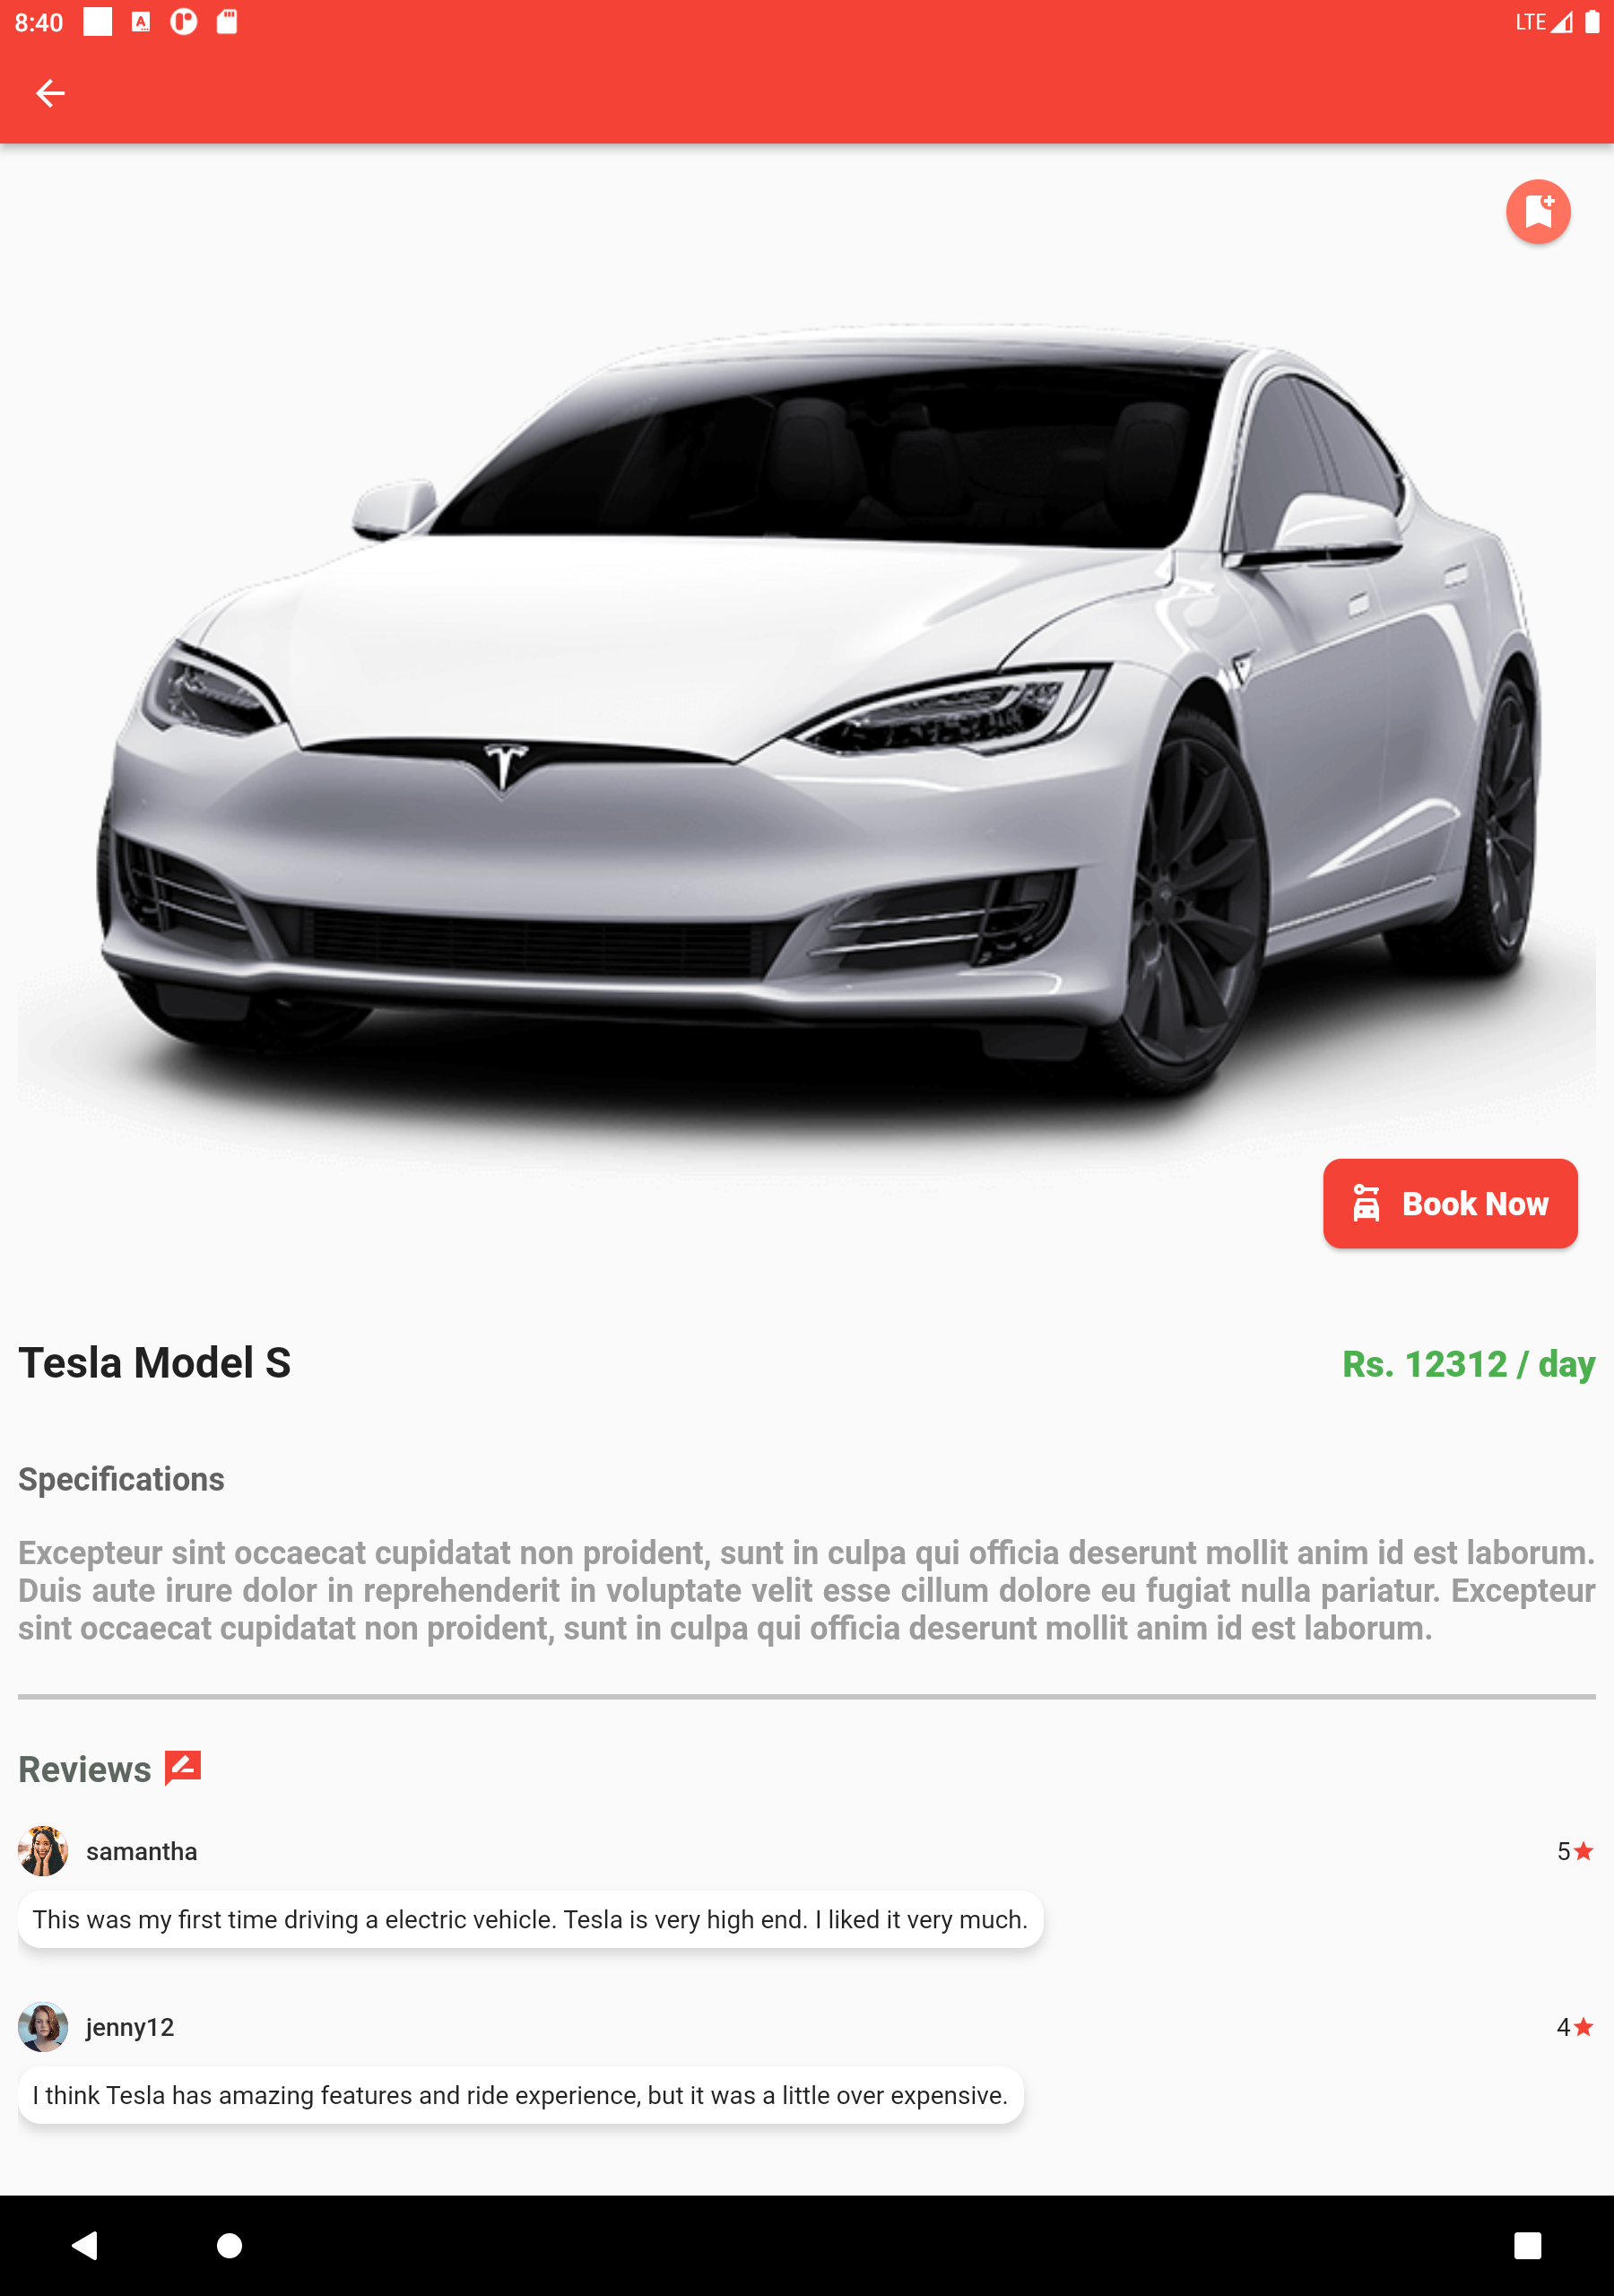 8:40
LTE
Book Now
Tesla Model S
Rs. 12312 / day
Specifications
Excepteur sint occaecat cupidatat non proident, sunt in culpa qui officia deserunt mollit anim id est laborum.
Duis aute irure dolor in reprehenderit in voluptate velit esse cillum dolore eu fugiat nulla pariatur. Excepteur
sint occaecat cupidatat non proident, sunt in culpa qui officia deserunt mollit anim id est laborum.
Reviews
samantha
5
This was my first time driving a electric vehicle. Tesla is very high end. I liked it very much.
jenny12
4
I think Tesla has amazing features and ride experience, but it was a little over expensive.